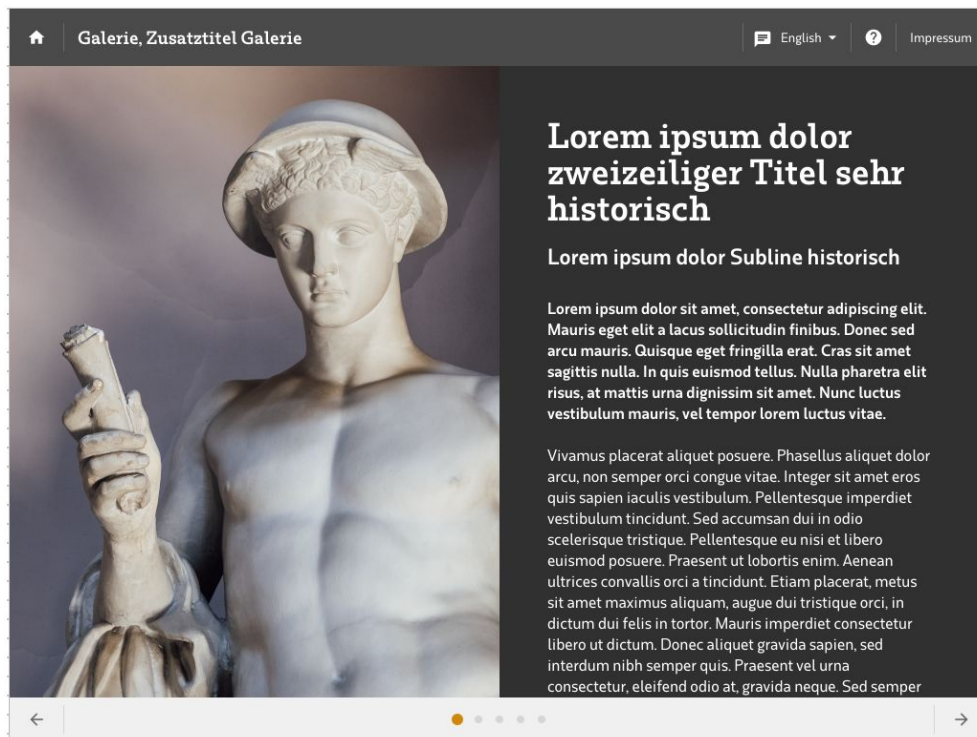 Galerie, Zusatztitel Galerie
English
Impressum
Lorem ipsum dolor
zweizeiliger Titel sehr
historisch
Lorem ipsum dolor Subline historisch
Lorem ipsum dolor sit amet, consectetur adipiscing elit.
Mauris eget elit a lacus sollicitudin finibus. Donec sed
arcu mauris. Quisque eget fringilla erat. Cras sit amet
sagittis nulla. In quis euismod tellus. Nulla pharetra elit
risus, at mattis urna dignissim sit amet. Nunc luctus
vestibulum mauris, vel tempor lorem luctus vitae.
Vivamus placerat aliquet posuere. Phasellus aliquet dolor
arcu, non semper orci congue vitae. Integer sit amet eros
quis sapien iaculis vestibulum. Pellentesque imperdiet
vestibulum tincidunt. Sed accumsan dui in odio
scelerisque tristique. Pellentesque eu nisi et libero
euismod posuere. Praesent ut lobortis enim. Aenean
ultrices convallis orci a tincidunt. Etiam placerat, metus
sit amet maximus aliquam, augue dui tristique orci, in
dictum dui felis in tortor. Mauris imperdiet consectetur
libero ut dictum. Donec aliquet gravida sapien, sed
interdum nibh semper quis. Praesent vel urna
consectetur, eleifend odio at, gravida neque. Sed semper